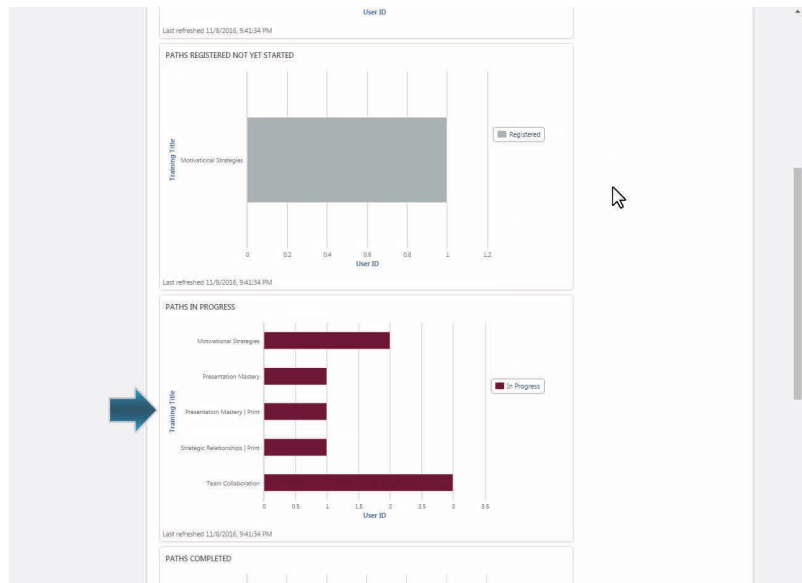 User ID
Last refreshed 11/8/2016, 9:41:34 PM
PATHS REGISTERED NOT YET STARTED
Training Title
Motivational Strategies
Registered
0 0.2 0.4 0.6 0.8 1 1.2
User ID
Last refreshed 11/8/2016, 9:41:34 PM
PATHS IN PROGRESS
Training Title
Motivational Strategies
Presentation Mastery
In Progress
Presentation Mastery | Print
Strategic Relationships | Print
Team Collaboration
0 0.5 1 1.5 2 2.5 3 3.5
User ID
Last refreshed 11/8/2016, 9:41:34 PM
PATHS COMPLETED